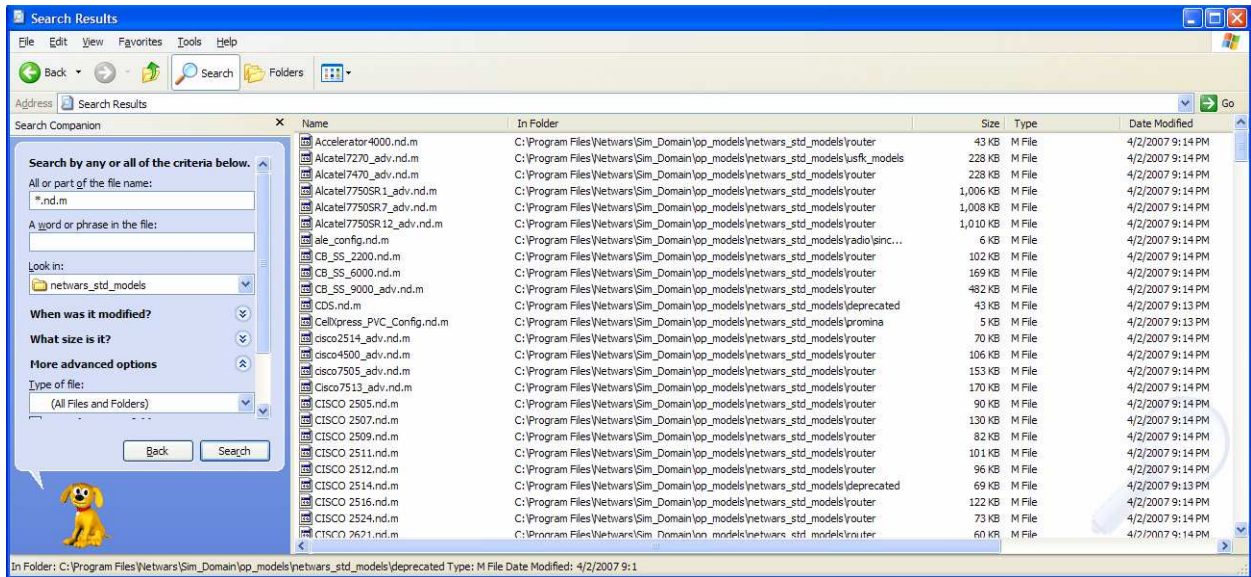 Search Results
File Edit View Favorites Tools Help
Back Search Folders
Address Search Results Go
Search Companion
Search by any or all of the criteria below.
All or part of the file name:
*.nd.m
A word or phrase in the file:
Look in:
netwars_std_models
When was it modified?
What size is it?
More advanced options
Type of file:
(All Files and Folders)
Back Search
Name In Folder Size Type Date Modified
Accelerator4000.nd.m C:\Program Files\Netwars\Sim_Domain\op_models\netwars_std_models\router 43 KB M File 4/2/2007 9:14 PM
Alcatel7270_adv.nd.m C:\Program Files\Netwars\Sim_Domain\op_models\netwars_std_models\usfk_models 228 KB M File 4/2/2007 9:14 PM
Alcatel7470_adv.nd.m C:\Program Files\Netwars\Sim_Domain\op_models\netwars_std_models\router 228 KB M File 4/2/2007 9:14 PM
Alcatel7750SR1_adv.nd.m C:\Program Files\Netwars\Sim_Domain\op_models\netwars_std_models\router 1,006 KB M File 4/2/2007 9:14 PM
Alcatel7750SR7_adv.nd.m C:\Program Files\Netwars\Sim_Domain\op_models\netwars_std_models\router 1,008 KB M File 4/2/2007 9:14 PM
Alcatel7750SR12_adv.nd.m C:\Program Files\Netwars\Sim_Domain\op_models\netwars_std_models\router 1,010 KB M File 4/2/2007 9:14 PM
ale_config.nd.m C:\Program Files\Netwars\Sim_Domain\op_models\netwars_std_models\radio\sinc... 6 KB M File 4/2/2007 9:14 PM
CB_SS_2200.nd.m C:\Program Files\Netwars\Sim_Domain\op_models\netwars_std_models\router 102 KB M File 4/2/2007 9:14 PM
CB_SS_6000.nd.m C:\Program Files\Netwars\Sim_Domain\op_models\netwars_std_models\router 169 KB M File 4/2/2007 9:14 PM
CB_SS_9000_adv.nd.m C:\Program Files\Netwars\Sim_Domain\op_models\netwars_std_models\router 482 KB M File 4/2/2007 9:14 PM
CDS.nd.m C:\Program Files\Netwars\Sim_Domain\op_models\netwars_std_models\deprecated 43 KB M File 4/2/2007 9:13 PM
CellXpress_PVC_Config.nd.m C:\Program Files\Netwars\Sim_Domain\op_models\netwars_std_models\promina 5 KB M File 4/2/2007 9:13 PM
cisco2514_adv.nd.m C:\Program Files\Netwars\Sim_Domain\op_models\netwars_std_models\router 70 KB M File 4/2/2007 9:14 PM
cisco4500_adv.nd.m C:\Program Files\Netwars\Sim_Domain\op_models\netwars_std_models\router 106 KB M File 4/2/2007 9:14 PM
cisco7505_adv.nd.m C:\Program Files\Netwars\Sim_Domain\op_models\netwars_std_models\router 153 KB M File 4/2/2007 9:14 PM
Cisco7513_adv.nd.m C:\Program Files\Netwars\Sim_Domain\op_models\netwars_std_models\router 170 KB M File 4/2/2007 9:14 PM
CISCO 2505.nd.m C:\Program Files\Netwars\Sim_Domain\op_models\netwars_std_models\router 90 KB M File 4/2/2007 9:14 PM
CISCO 2507.nd.m C:\Program Files\Netwars\Sim_Domain\op_models\netwars_std_models\router 130 KB M File 4/2/2007 9:14 PM
CISCO 2509.nd.m C:\Program Files\Netwars\Sim_Domain\op_models\netwars_std_models\router 82 KB M File 4/2/2007 9:14 PM
CISCO 2511.nd.m C:\Program Files\Netwars\Sim_Domain\op_models\netwars_std_models\router 101 KB M File 4/2/2007 9:14 PM
CISCO 2512.nd.m C:\Program Files\Netwars\Sim_Domain\op_models\netwars_std_models\router 96 KB M File 4/2/2007 9:14 PM
CISCO 2514.nd.m C:\Program Files\Netwars\Sim_Domain\op_models\netwars_std_models\deprecated 69 KB M File 4/2/2007 9:14 PM
CISCO 2516.nd.m C:\Program Files\Netwars\Sim_Domain\op_models\netwars_std_models\router 122 KB M File 4/2/2007 9:14 PM
CISCO 2524.nd.m C:\Program Files\Netwars\Sim_Domain\op_models\netwars_std_models\router 73 KB M File 4/2/2007 9:14 PM
CISCO 2621.nd.m C:\Program Files\Netwars\Sim_Domain\op_models\netwars_std_models\router 60 KB M File 4/2/2007 9:14 PM
In Folder: C:\Program Files\Netwars\Sim_Domain\op_models\netwars_std_models\deprecated Type: M File Date Modified: 4/2/2007 9:1